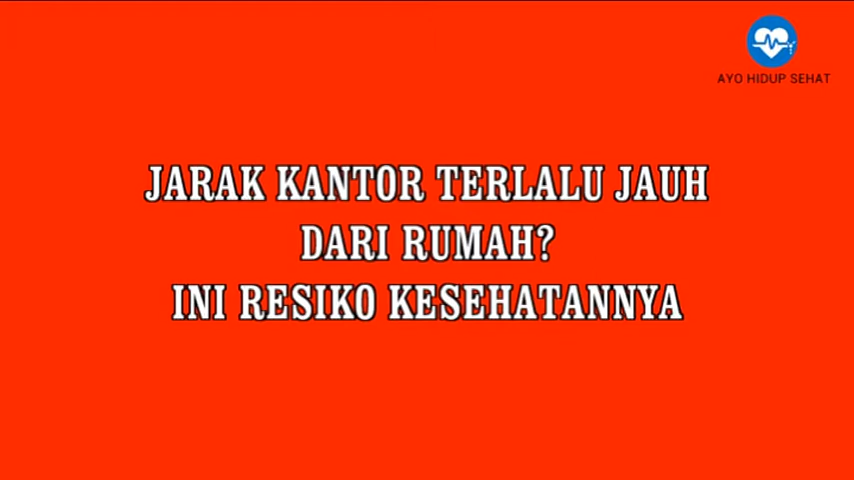 AYO HIDUP SEHAT
JARAK KANTOR TERLALU JAUH
DARI RUMAH?
INI RESIKO KESEHATANNYA